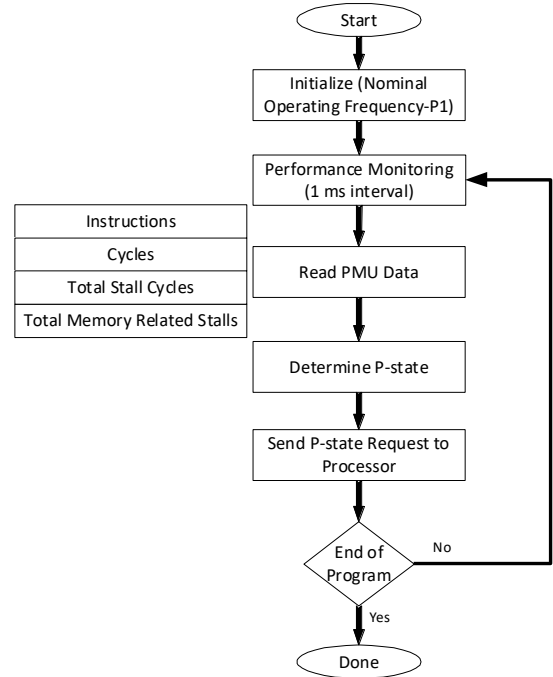 Start
Initialize (Nominal
Operating Frequency-P1)
Performance Monitoring
(1 ms interval)
Instructions
Cycles
Total Stall Cycles
Total Memory Related Stalls
Read PMU Data
Determine P-state
Send P-state Request to
Processor
End of
Program
No
Yes
Done